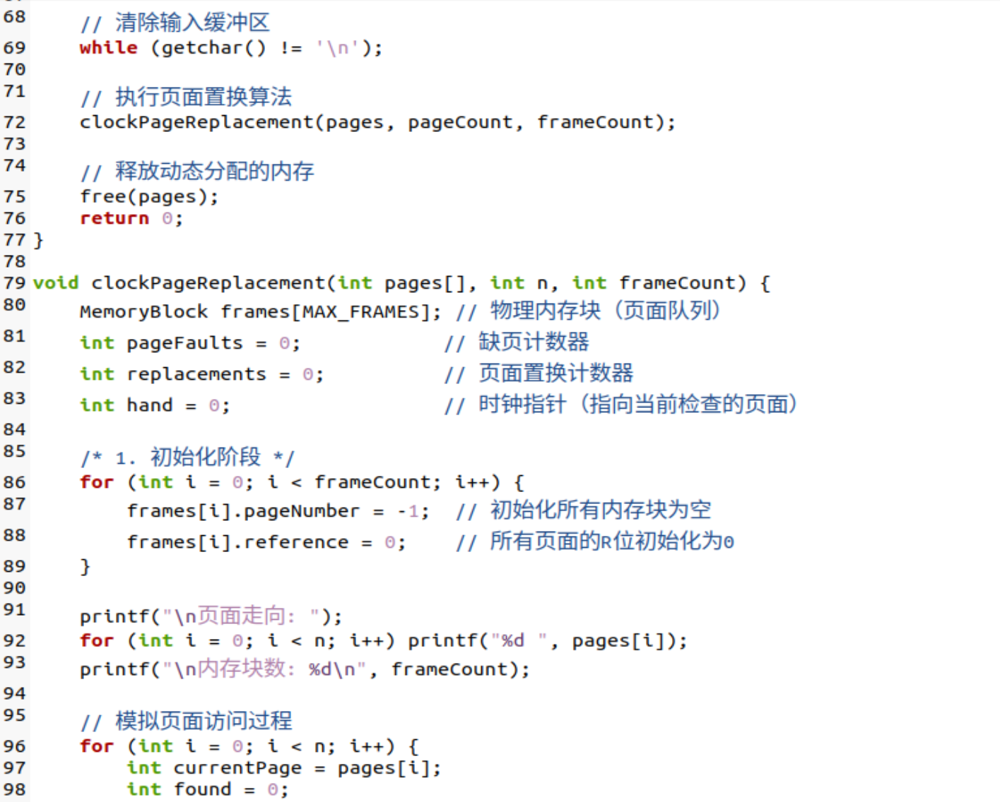 68     // 清除输入缓冲区
69     while (getchar() != '\n');
70
71     // 执行页面置换算法
72     clockPageReplacement(pages, pageCount, frameCount);
73
74     // 释放动态分配的内存
75     free(pages);
76     return 0;
77 }
78
79 void clockPageReplacement(int pages[], int n, int frameCount) {
80     MemoryBlock frames[MAX_FRAMES]; // 物理内存块（页面队列）
81     int pageFaults = 0;            // 缺页计数器
82     int replacements = 0;          // 页面置换计数器
83     int hand = 0;                  // 时钟指针（指向当前检查的页面）
84
85     /* 1. 初始化阶段 */
86     for (int i = 0; i < frameCount; i++) {
87         frames[i].pageNumber = -1;  // 初始化所有内存块为空
88         frames[i].reference = 0;    // 所有页面的R位初始化为0
89     }
90
91     printf("\n页面走向: ");
92     for (int i = 0; i < n; i++) printf("%d ", pages[i]);
93     printf("\n内存块数: %d\n", frameCount);
94
95     // 模拟页面访问过程
96     for (int i = 0; i < n; i++) {
97         int currentPage = pages[i];
98         int found = 0;